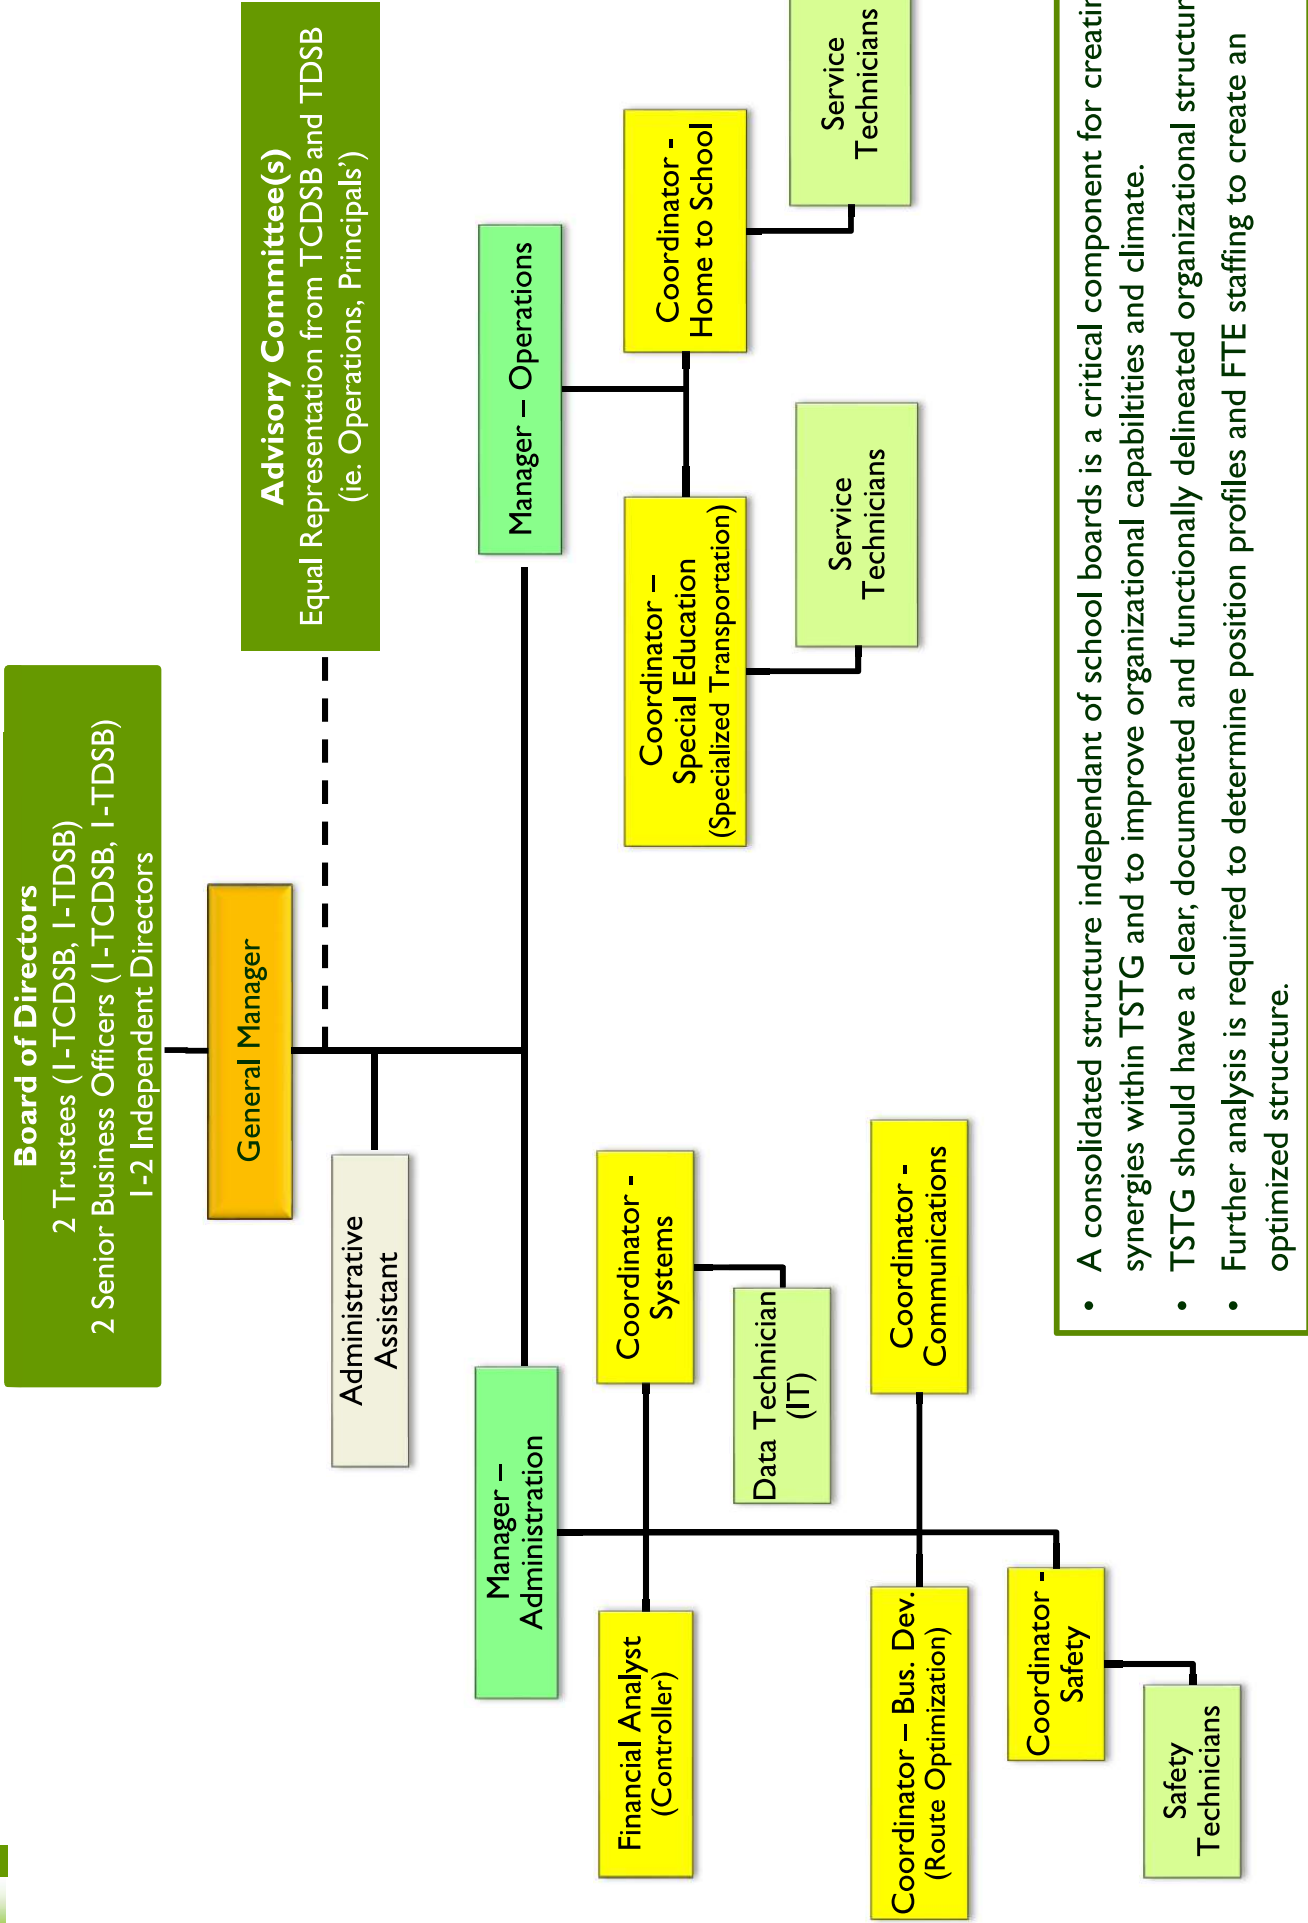 Board of Directors
2 Trustees (1-TCDSB, 1-TDSB)
2 Senior Business Officers (1-TCDSB, 1-TDSB)
1-2 Independent Directors
General Manager
Advisory Committee(s)
Equal Representation from TCDSB and TDSB
(ie. Operations, Principals’)
Administrative
Assistant
Manager –
Administration
Manager – Operations
Financial Analyst
(Controller)
Coordinator -
Systems
Data Technician
(IT)
Coordinator – Bus. Dev.
(Route Optimization)
Coordinator -
Communications
Coordinator -
Safety
Safety
Technicians
Coordinator –
Special Education
(Specialized Transportation)
Service
Technicians
Coordinator -
Home to School
Service
Technicians
• A consolidated structure independant of school boards is a critical component for
synergies within TSTG and to improve organizational capabiltities and climate.
• TSTG should have a clear, documented and functionally delineated organizational
• Further analysis is required to determine position profiles and FTE staffing to create an
optimized structure.